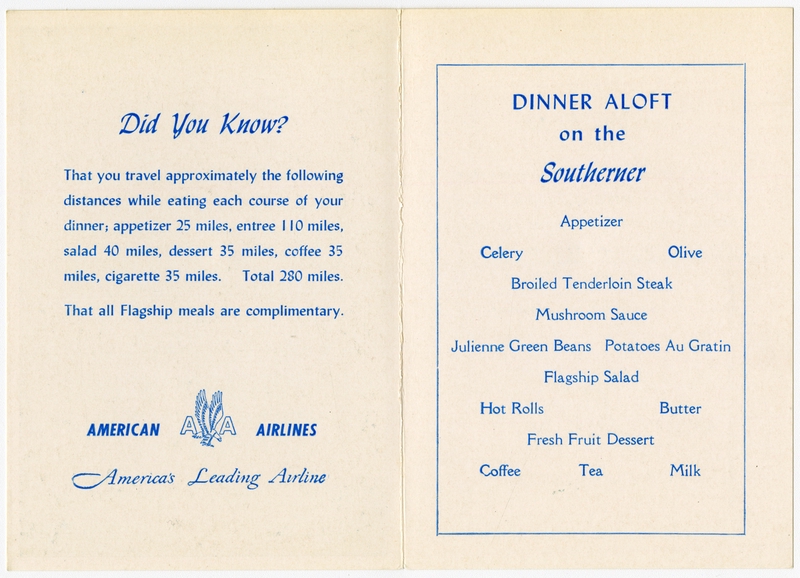 Did You Know?
That you travel approximately the following
distances while eating each course of your
dinner; appetizer 25 miles, entree 110 miles,
salad 40 miles, dessert 35 miles, coffee 35
miles, cigarette 35 miles. Total 280 miles.
That all Flagship meals are complimentary.
AMERICAN AA AIRLINES
America's Leading Airline
DINNER ALOFT
on the
Southerner
Appetizer
Celery Olive
Broiled Tenderloin Steak
Mushroom Sauce
Julienne Green Beans Potatoes Au Gratin
Flagship Salad
Hot Rolls Butter
Fresh Fruit Dessert
Coffee Tea Milk